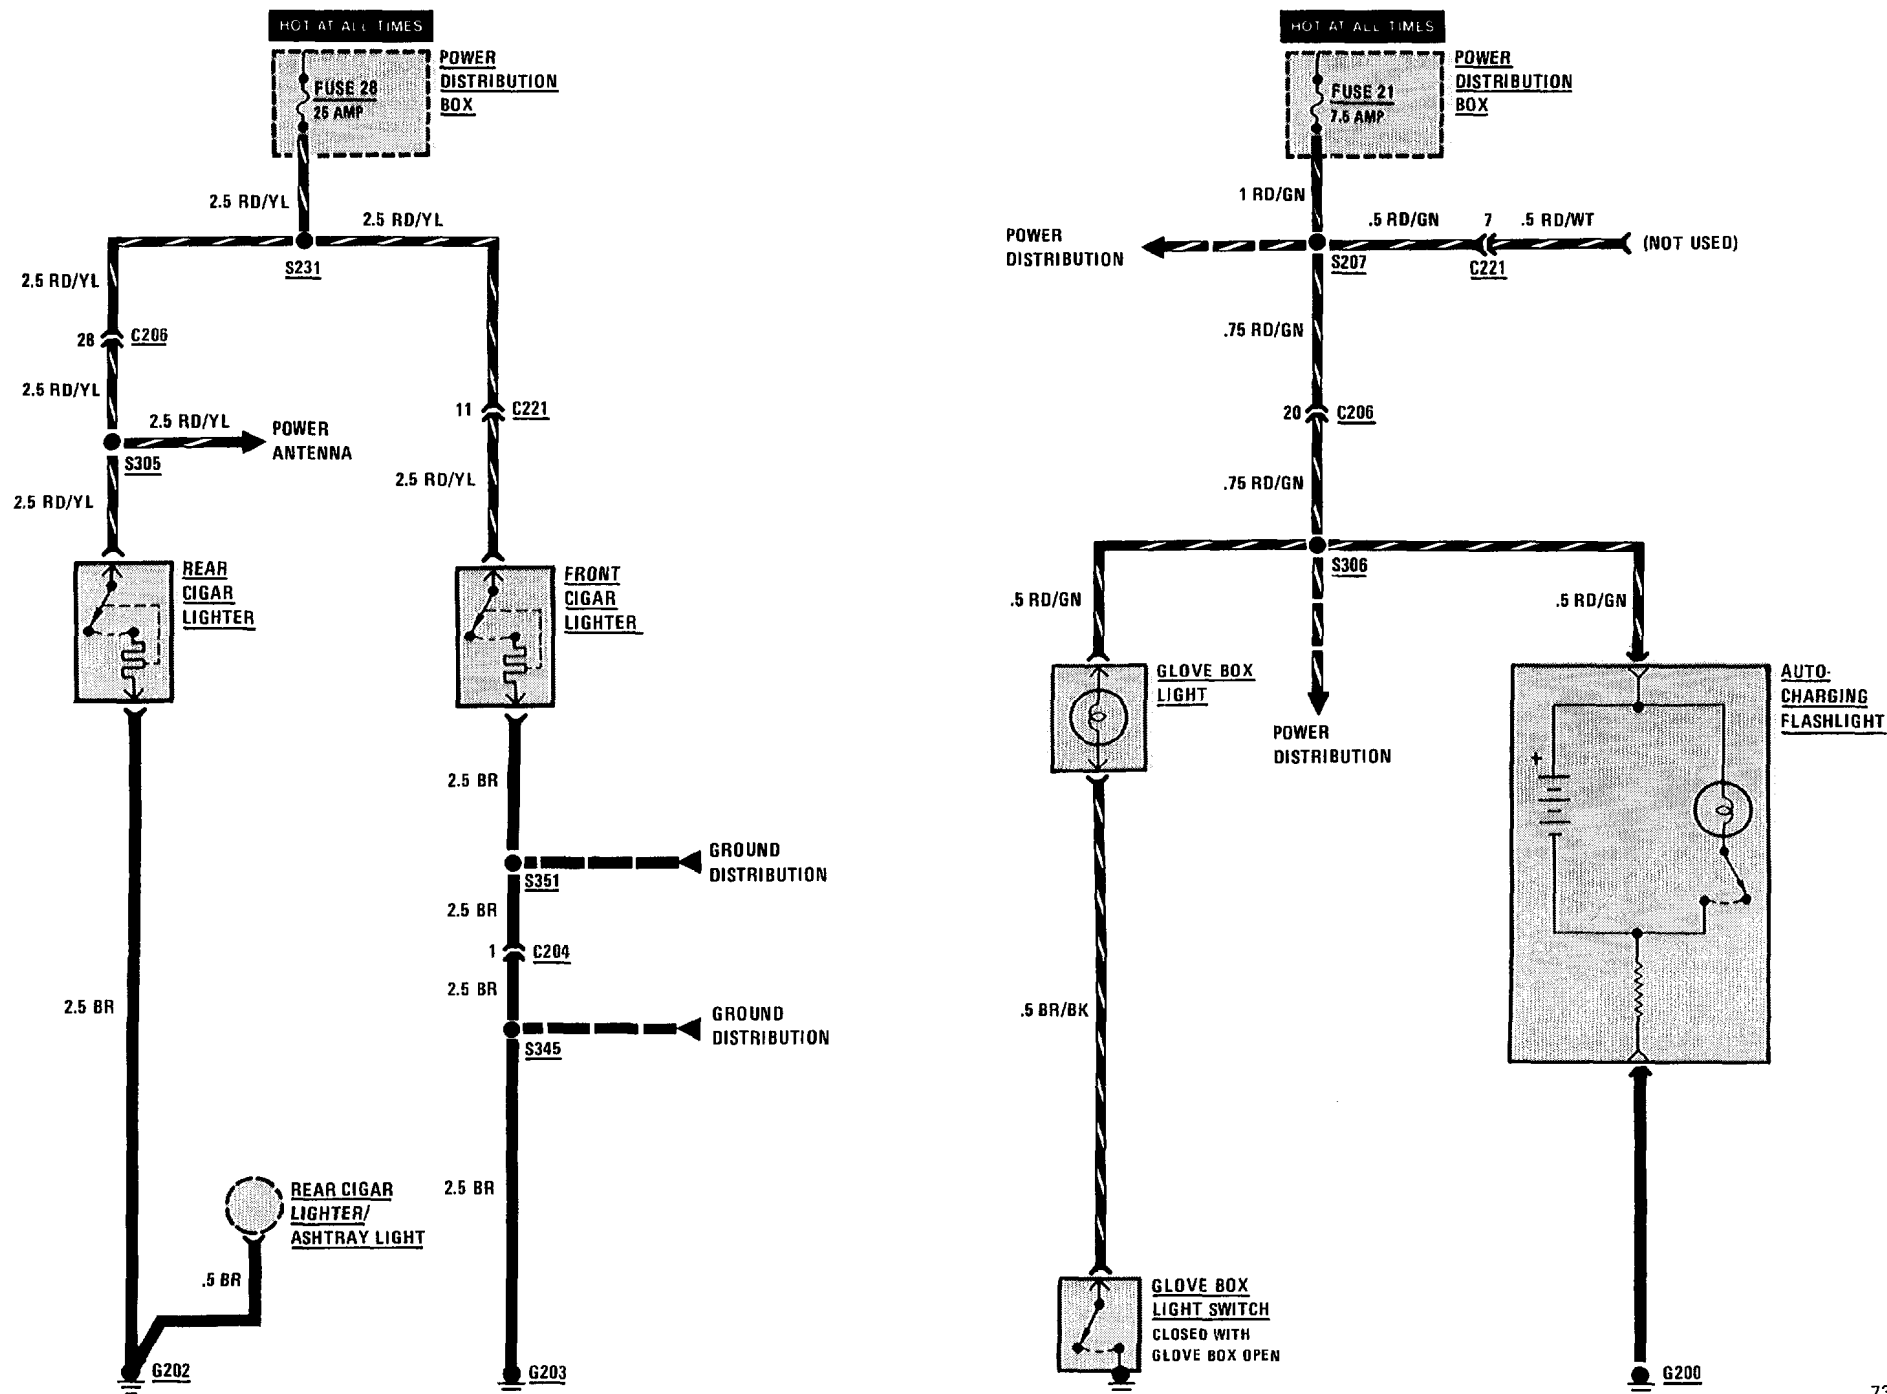 HOT AT ALL TIMES
POWER
DISTRIBUTION
BOX
FUSE 28
25 AMP
2.5 RD/YL
2.5 RD/YL
S231
2.5 RD/YL
28
C206
2.5 RD/YL
2.5 RD/YL
POWER
ANTENNA
S305
2.5 RD/YL
11
C221
2.5 RD/YL
REAR
CIGAR
LIGHTER
FRONT
CIGAR
LIGHTER
2.5 BR
GROUND
DISTRIBUTION
S351
2.5 BR
1
C204
2.5 BR
2.5 BR
GROUND
DISTRIBUTION
S345
REAR CIGAR
LIGHTER/
ASHTRAY LIGHT
2.5 BR
.5 BR
G202
G203
HOT AT ALL TIMES
POWER
DISTRIBUTION
BOX
FUSE 21
7.5 AMP
1 RD/GN
POWER
DISTRIBUTION
.5 RD/GN
7
.5 RD/WT
(NOT USED)
S207
C221
.75 RD/GN
20
C206
.75 RD/GN
S306
.5 RD/GN
.5 RD/GN
GLOVE BOX
LIGHT
POWER
DISTRIBUTION
AUTO-
CHARGING
FLASHLIGHT
+
.5 BR/BK
GLOVE BOX
LIGHT SWITCH
CLOSED WITH
GLOVE BOX OPEN
G200